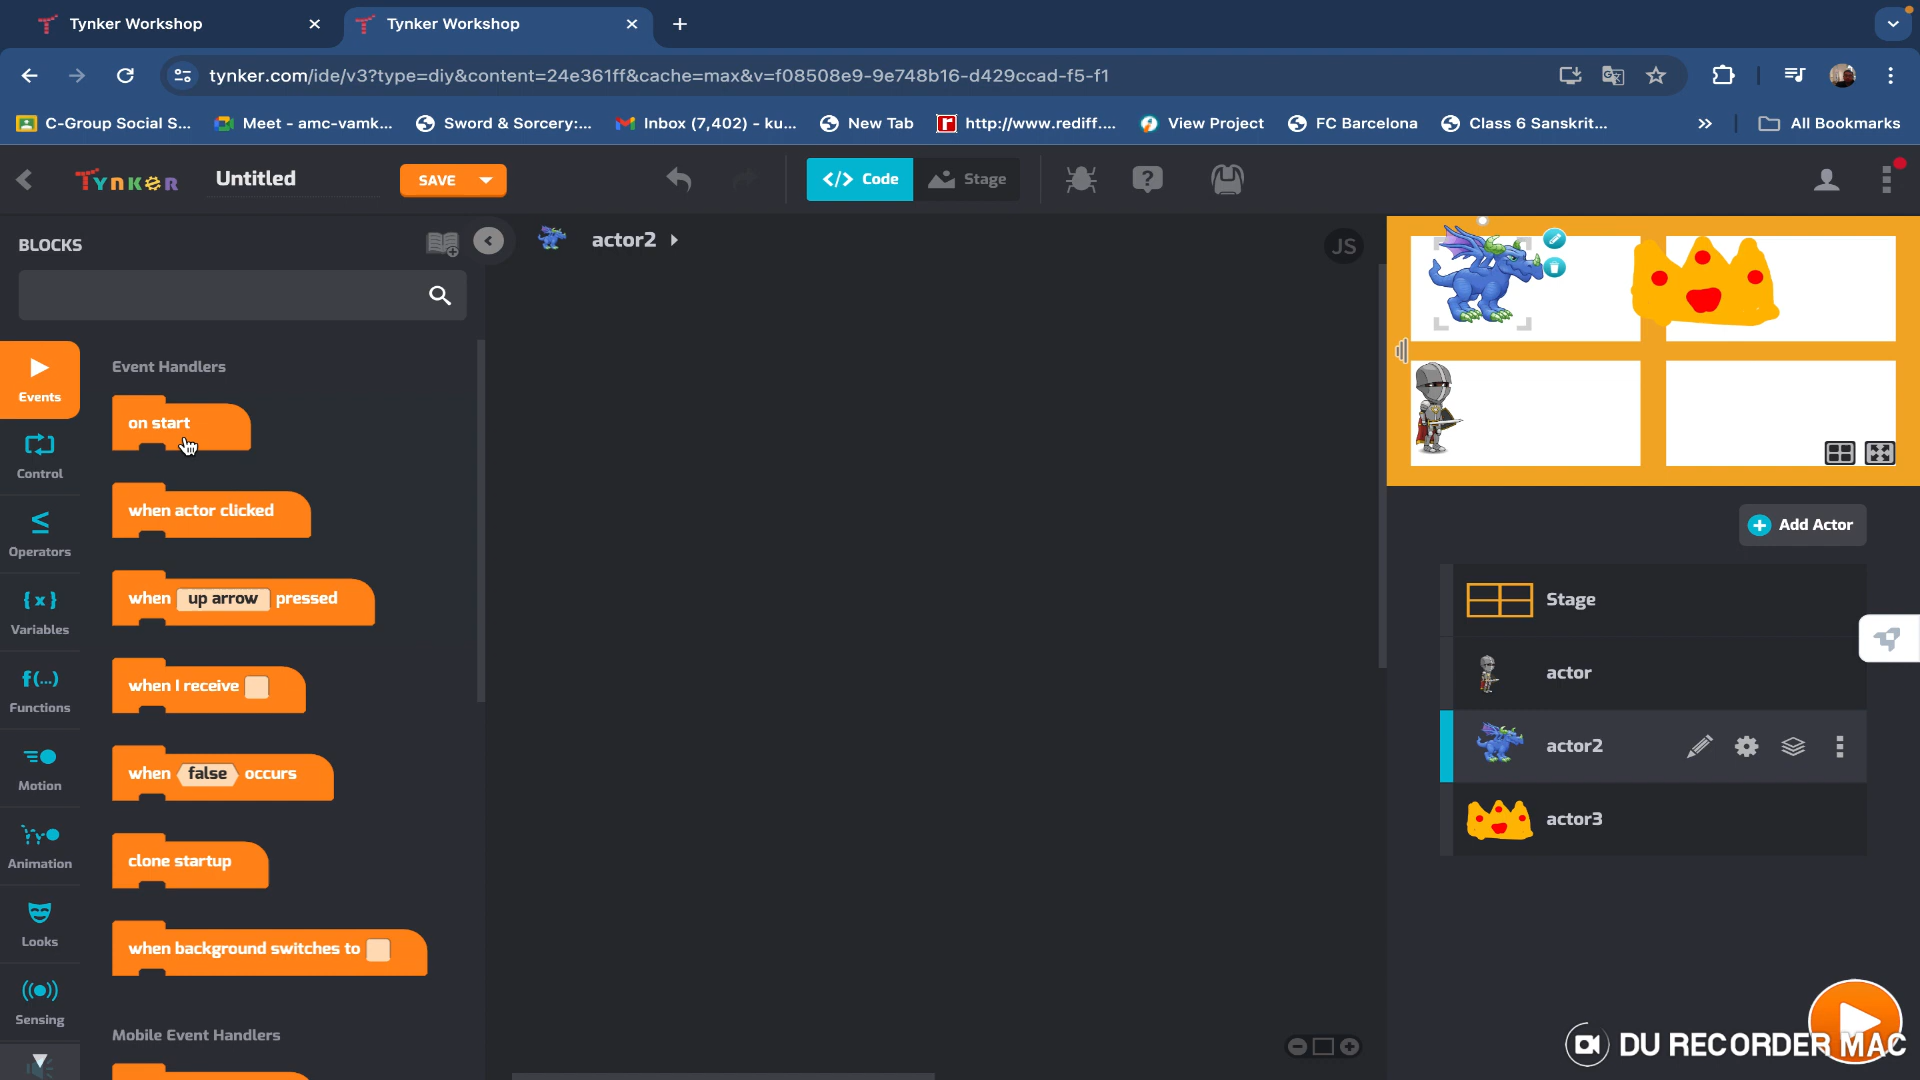 Tynker Workshop
Tynker Workshop
tynker.com/ide/v3?type=diy&content=24e361ff&cache=max&v=f08508e9-9e748b16-d429ccad-f5-f1
C-Group Social S...
Meet - amc-vamk...
Sword & Sorcery:...
Inbox (7,402) - ku...
New Tab
http://www.rediff....
View Project
FC Barcelona
Class 6 Sanskrit...
»
All Bookmarks
TYNKER
Untitled
SAVE
</> Code
Stage
BLOCKS
actor2
JS
Event Handlers
Events
on start
Control
when actor clicked
Operators
when up arrow pressed
{ x }
Variables
when I receive
f(...)
Functions
when false occurs
Motion
clone startup
Animation
when background switches to
Looks
Sensing
Mobile Event Handlers
Add Actor
Stage
actor
actor2
actor3
DU RECORDER MAC